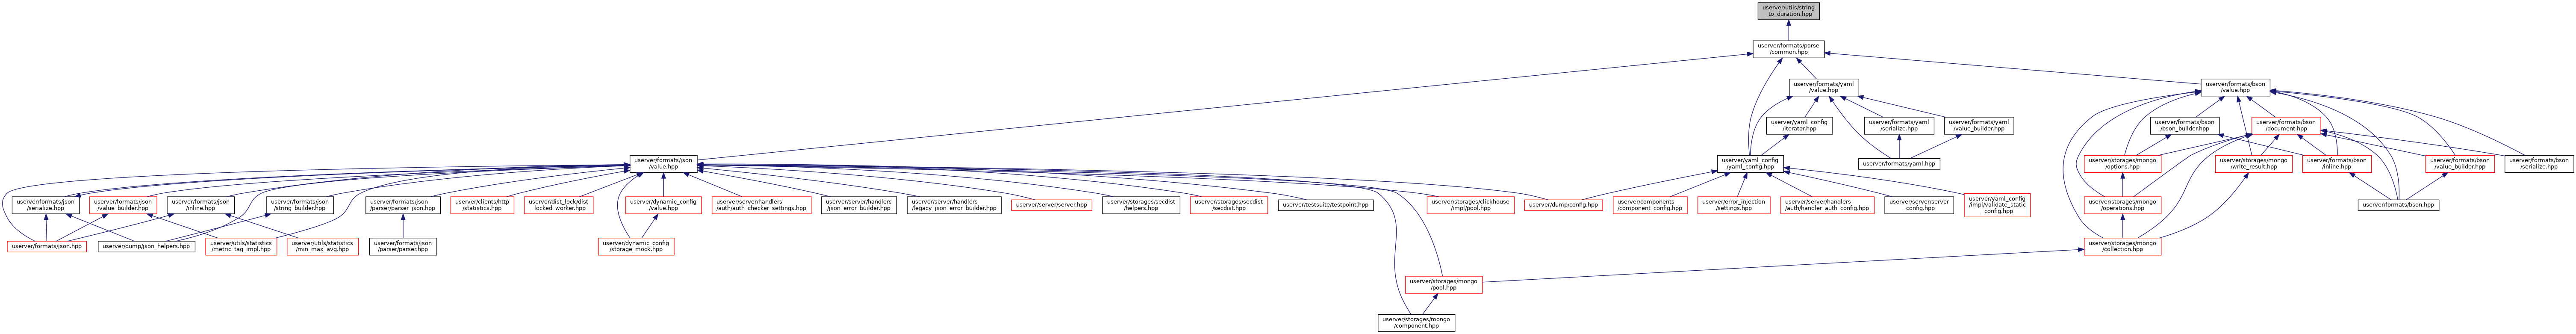 userver/utils/string
_to_duration.hpp
userver/formats/parse
/common.hpp
userver/formats/yaml
/value.hpp
userver/formats/bson
/value.hpp
userver/yaml_config
/iterator.hpp
userver/formats/yaml
/serialize.hpp
userver/formats/yaml
/value_builder.hpp
userver/formats/bson
/bson_builder.hpp
userver/formats/bson
/document.hpp
userver/formats/json
/value.hpp
userver/yaml_config
/yaml_config.hpp
userver/formats/yaml.hpp
userver/storages/mongo
/options.hpp
userver/storages/mongo
/write_result.hpp
userver/formats/bson
/inline.hpp
userver/formats/bson
/value_builder.hpp
userver/formats/bson
/serialize.hpp
userver/formats/json
/serialize.hpp
userver/formats/json
/value_builder.hpp
userver/formats/json
/inline.hpp
userver/formats/json
/string_builder.hpp
userver/formats/json
/parser/parser_json.hpp
userver/clients/http
/statistics.hpp
userver/dist_lock/dist
_locked_worker.hpp
userver/dynamic_config
/value.hpp
userver/server/handlers
/auth/auth_checker_settings.hpp
userver/server/handlers
/json_error_builder.hpp
userver/server/handlers
/legacy_json_error_builder.hpp
userver/server/server.hpp
userver/storages/secdist
/helpers.hpp
userver/storages/secdist
/secdist.hpp
userver/testsuite/testpoint.hpp
userver/storages/clickhouse
/impl/pool.hpp
userver/dump/config.hpp
userver/components
/component_config.hpp
userver/error_injection
/settings.hpp
userver/server/handlers
/auth/handler_auth_config.hpp
userver/server/server
_config.hpp
userver/yaml_config
/impl/validate_static
_config.hpp
userver/storages/mongo
/operations.hpp
userver/formats/bson.hpp
userver/formats/json.hpp
userver/dump/json_helpers.hpp
userver/utils/statistics
/metric_tag_impl.hpp
userver/utils/statistics
/min_max_avg.hpp
userver/formats/json
/parser/parser.hpp
userver/dynamic_config
/storage_mock.hpp
userver/storages/mongo
/collection.hpp
userver/storages/mongo
/pool.hpp
userver/storages/mongo
/component.hpp